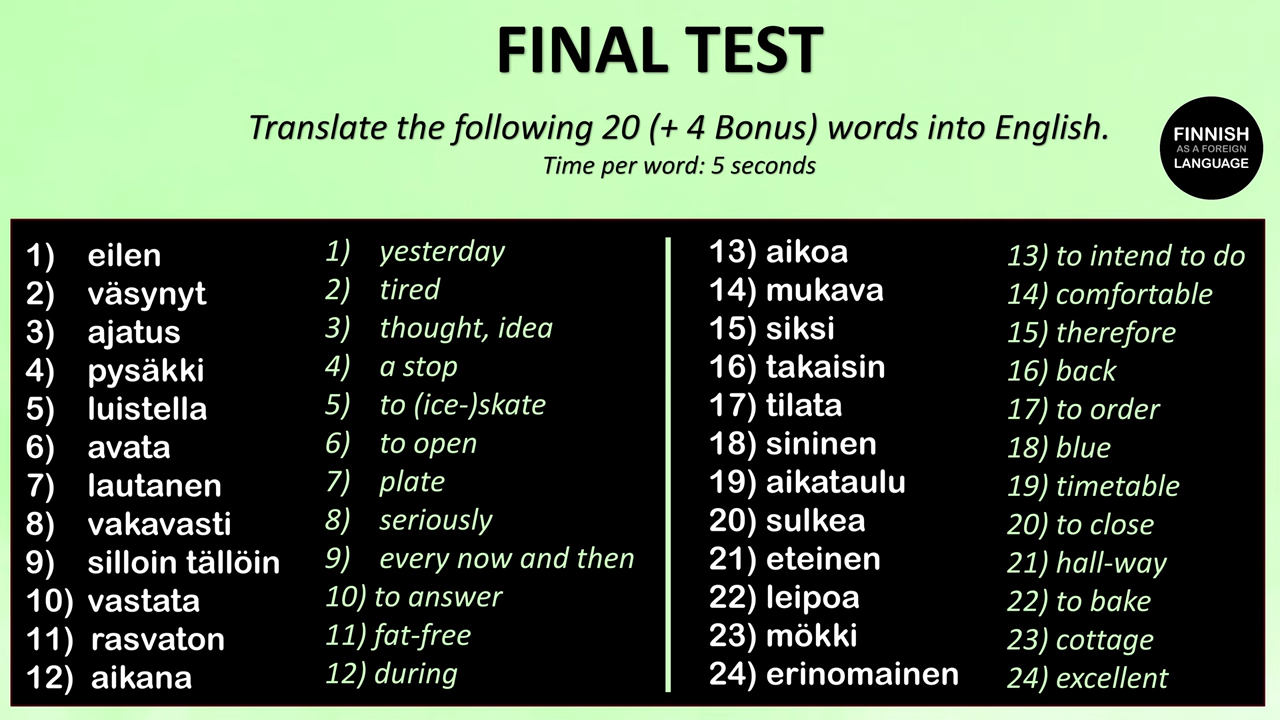 FINAL TEST
Translate the following 20 (+ 4 Bonus) words into English.
Time per word: 5 seconds
FINNISH
AS A FOREIGN
LANGUAGE
1) eilen
2) väsynyt
3) ajatus
4) pysäkki
5) luistella
6) avata
7) lautanen
8) vakavasti
9) silloin tällöin
10) vastata
11) rasvaton
12) aikana
1) yesterday
2) tired
3) thought, idea
4) a stop
5) to (ice-)skate
6) to open
7) plate
8) seriously
9) every now and then
10) to answer
11) fat-free
12) during
13) aikoa
14) mukava
15) siksi
16) takaisin
17) tilata
18) sininen
19) aikataulu
20) sulkea
21) eteinen
22) leipoa
23) mökki
24) erinomainen
13) to intend to do
14) comfortable
15) therefore
16) back
17) to order
18) blue
19) timetable
20) to close
21) hall-way
22) to bake
23) cottage
24) excellent